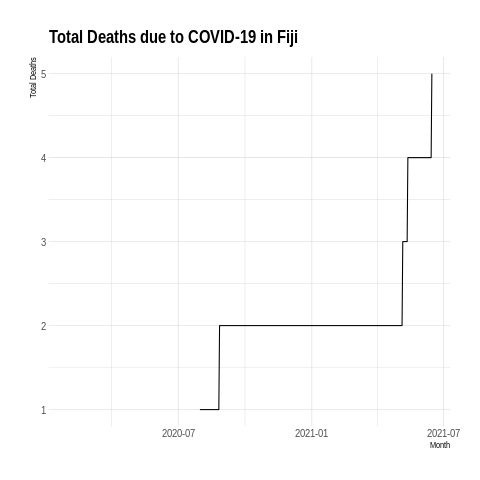 Total Deaths due to COVID-19 in Fiji
Total Deaths
5
4
3
2
1
2020-07
2021-01
2021-07
Month